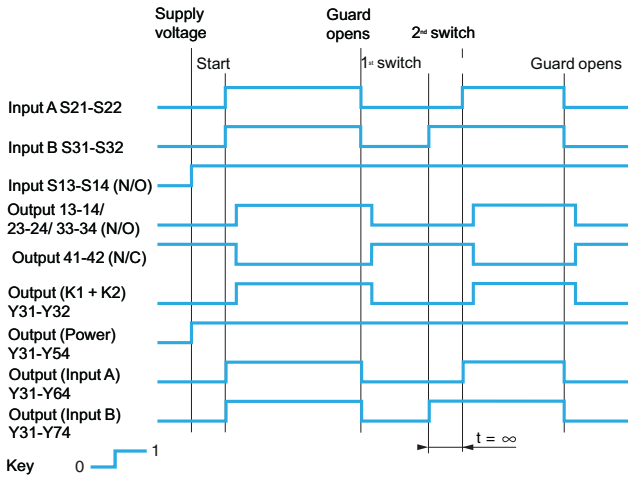 Supply
voltage
Guard
opens
2nd switch
Start
1st switch
Guard opens
Input A S21-S22
Input B S31-S32
Input S13-S14 (N/O)
Output 13-14/
23-24/ 33-34 (N/O)
Output 41-42 (N/C)
Output (K1 + K2)
Y31-Y32
Output (Power)
Y31-Y54
Output (Input A)
Y31-Y64
Output (Input B)
Y31-Y74
t = ∞
Key 0 1